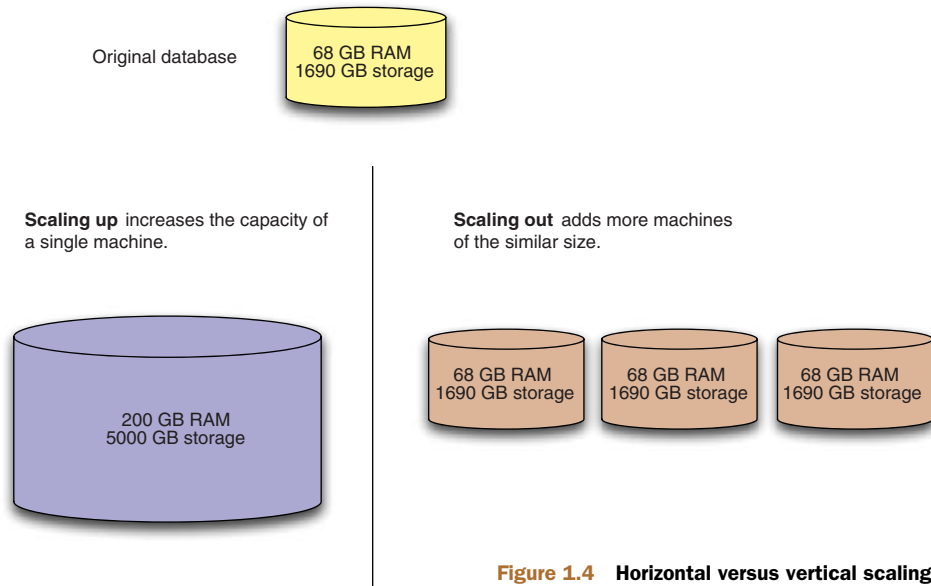 Original database
68 GB RAM
1690 GB storage
Scaling up increases the capacity of
a single machine.
200 GB RAM
5000 GB storage
Scaling out adds more machines
of the similar size.
68 GB RAM
1690 GB storage
68 GB RAM
1690 GB storage
68 GB RAM
1690 GB storage
Figure 1.4 Horizontal versus vertical scaling